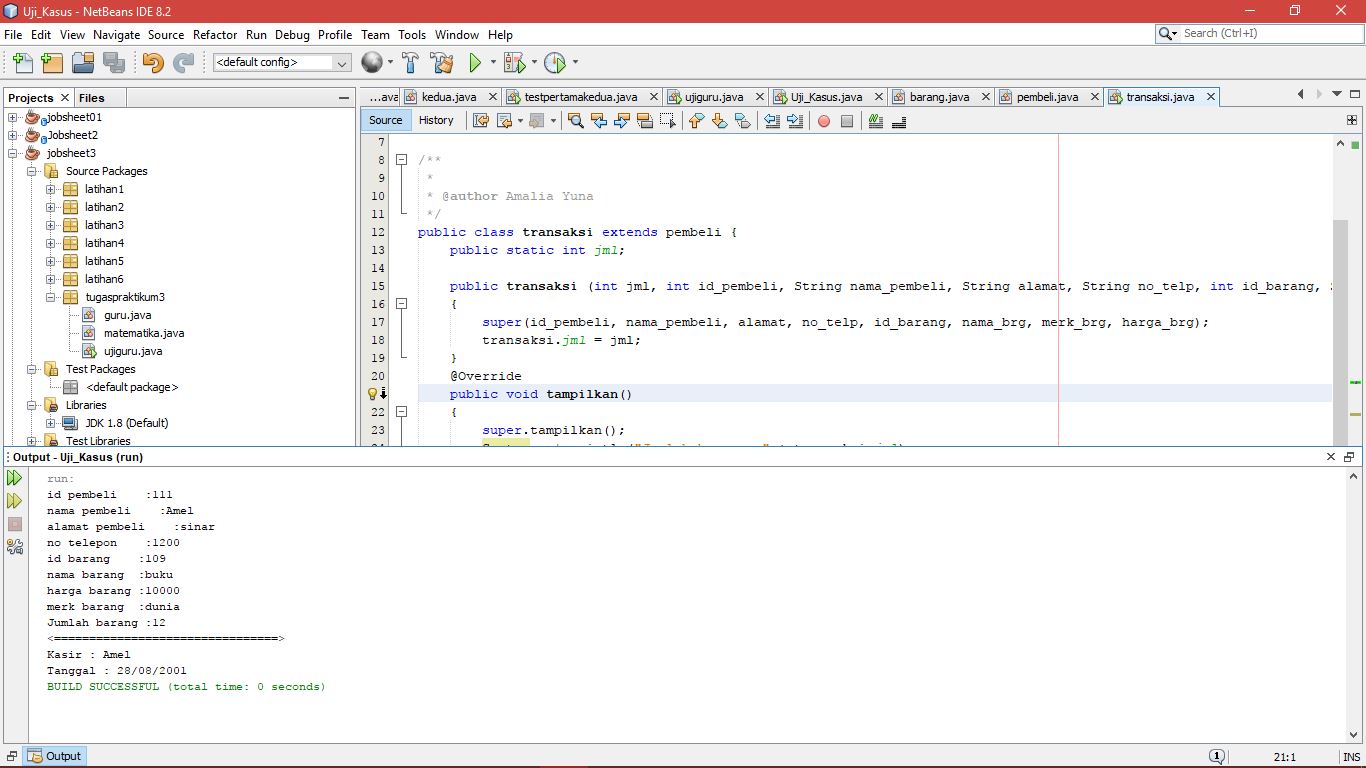 Uji_Kasus - NetBeans IDE 8.2
File Edit View Navigate Source Refactor Run Debug Profile Team Tools Window Help
Search (Ctrl+I)
<default config>
Projects Files
jobsheet01
Jobsheet2
jobsheet3
Source Packages
latihan1
latihan2
latihan3
latihan4
latihan5
latihan6
tugaspraktikum3
guru.java
matematika.java
ujiguru.java
Test Packages
<default package>
Libraries
JDK 1.8 (Default)
Test Libraries
...ava kedua.java testpertamakedua.java ujiguru.java Uji_Kasus.java barang.java pembeli.java transaksi.java
Source History
7
8 /**
9 *
10 * @author Amalia Yuna
11 */
12 public class transaksi extends pembeli {
13 public static int jml;
14
15 public transaksi (int jml, int id_pembeli, String nama_pembeli, String alamat, String no_telp, int id_barang,
16 {
17 super(id_pembeli, nama_pembeli, alamat, no_telp, id_barang, nama_brg, merk_brg, harga_brg);
18 transaksi.jml = jml;
19 }
20 @Override
public void tampilkan()
22 {
23 super.tampilkan();
Output - Uji_Kasus (run)
run:
id pembeli    :111
nama pembeli    :Amel
alamat pembeli    :sinar
no telepon    :1200
id barang    :109
nama barang  :buku
harga barang :10000
merk barang  :dunia
Jumlah barang :12
<================================>
Kasir : Amel
Tanggal : 28/08/2001
BUILD SUCCESSFUL (total time: 0 seconds)
Output
1
21:1
INS